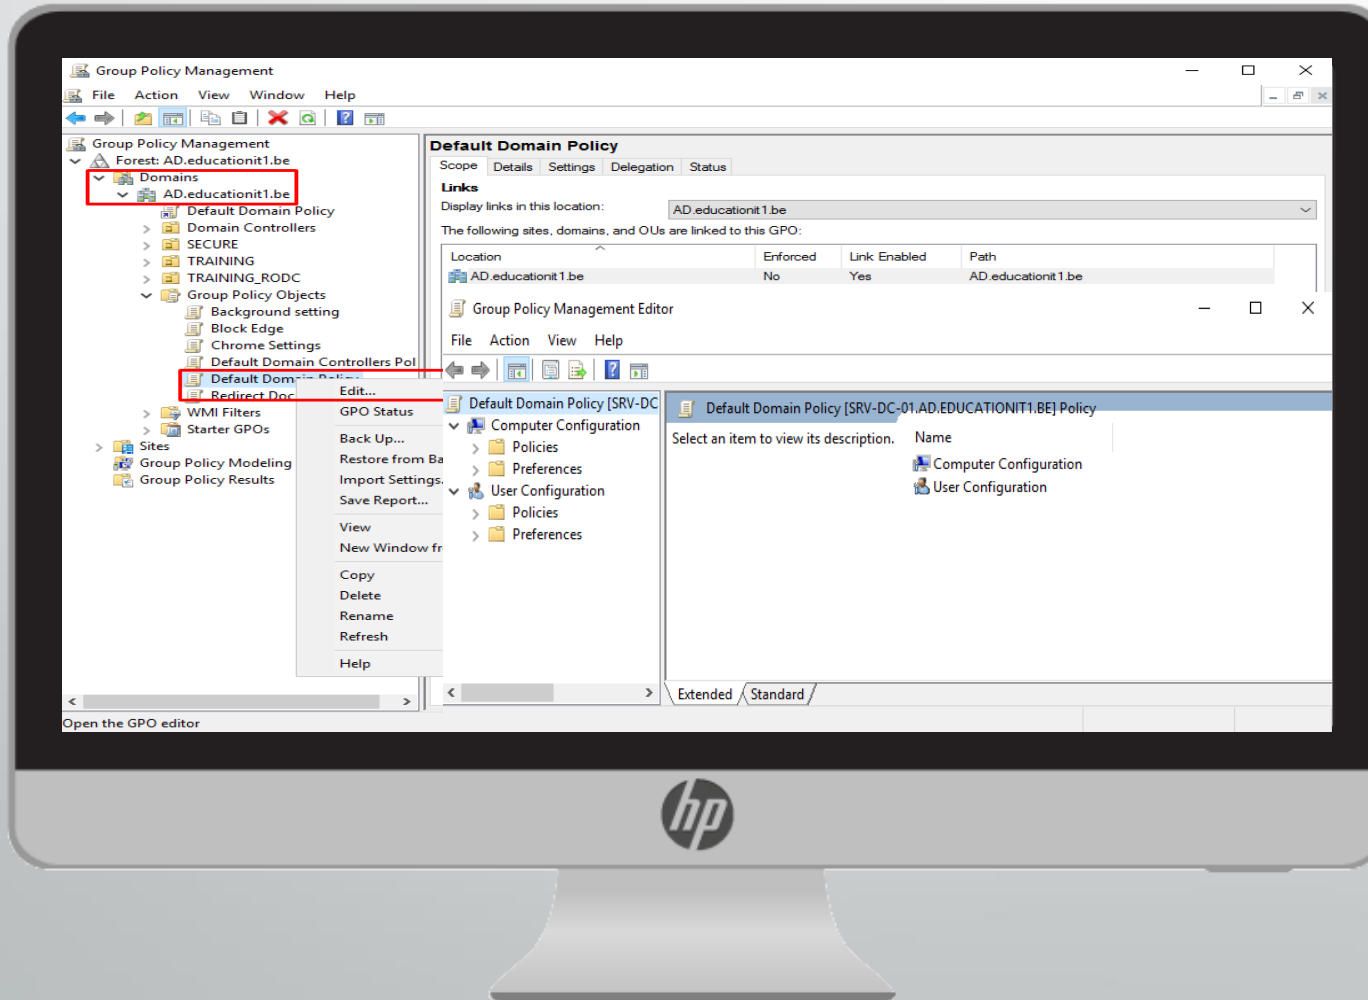 Group Policy Management
File Action View Window Help
Group Policy Management
Forest: AD.educationit1.be
Domains
AD.educationit1.be
Default Domain Policy
Domain Controllers
SECURE
TRAINING
TRAINING_RODC
Group Policy Objects
Background setting
Block Edge
Chrome Settings
Default Domain Controllers Pol
Default Domain Policy
Redirect Doc
WMI Filters
Starter GPOs
Sites
Group Policy Modeling
Group Policy Results
Edit...
GPO Status
Back Up...
Restore from Ba
Import Settings.
Save Report...
View
New Window fr
Copy
Delete
Rename
Refresh
Help
Open the GPO editor
Default Domain Policy
Scope Details Settings Delegation Status
Links
Display links in this location: AD.educationit1.be
The following sites, domains, and OUs are linked to this GPO:
Location Enforced Link Enabled Path
AD.educationit1.be No Yes AD.educationit1.be
Group Policy Management Editor
File Action View Help
Default Domain Policy [SRV-DC
Computer Configuration
Policies
Preferences
User Configuration
Policies
Preferences
Default Domain Policy [SRV-DC-01.AD.EDUCATIONIT1.BE] Policy
Select an item to view its description.
Name
Computer Configuration
User Configuration
Extended Standard
hp